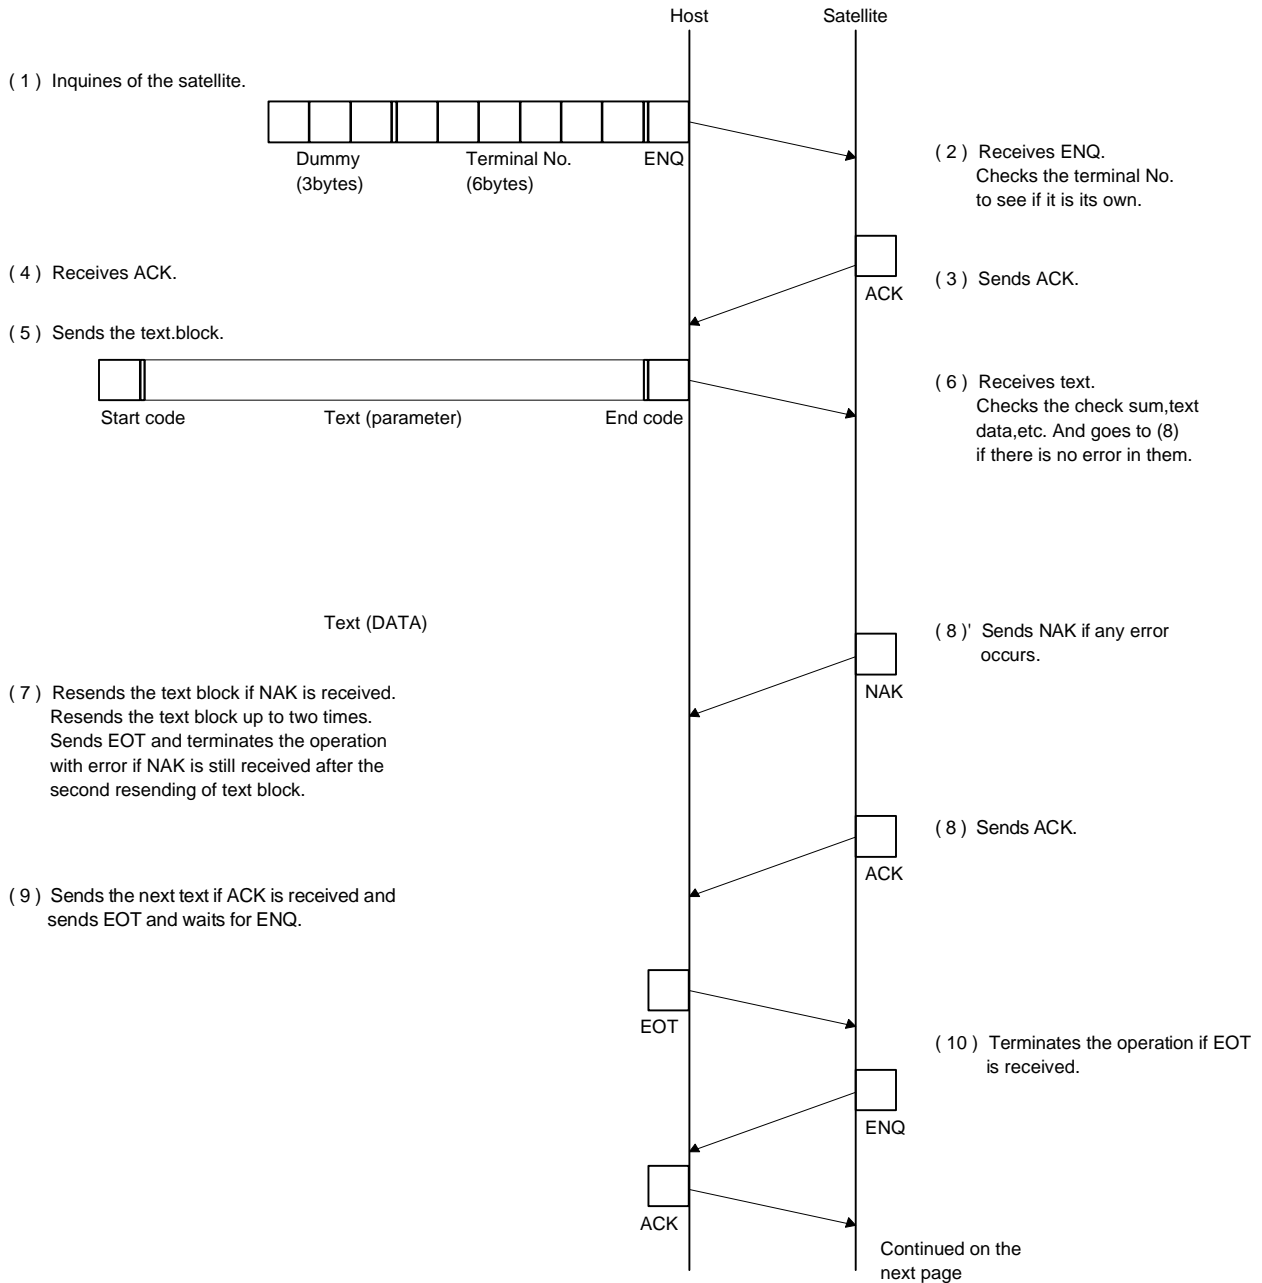 Host Satellite
( 1 ) Inquines of the satellite.
Dummy Terminal No. ENQ
(3bytes) (6bytes)
( 2 ) Receives ENQ.
Checks the terminal No.
to see if it is its own.
( 4 ) Receives ACK.
ACK
( 3 ) Sends ACK.
( 5 ) Sends the text.block.
Start code Text (parameter) End code
( 6 ) Receives text.
Checks the check sum,text
data,etc. And goes to (8)
if there is no error in them.
Text (DATA)
( 8 )' Sends NAK if any error
occurs.
NAK
( 7 ) Resends the text block if NAK is received.
Resends the text block up to two times.
Sends EOT and terminates the operation
with error if NAK is still received after the
second resending of text block.
( 8 ) Sends ACK.
ACK
( 9 ) Sends the next text if ACK is received and
sends EOT and waits for ENQ.
EOT
( 10 ) Terminates the operation if EOT
is received.
ENQ
ACK
Continued on the
next page